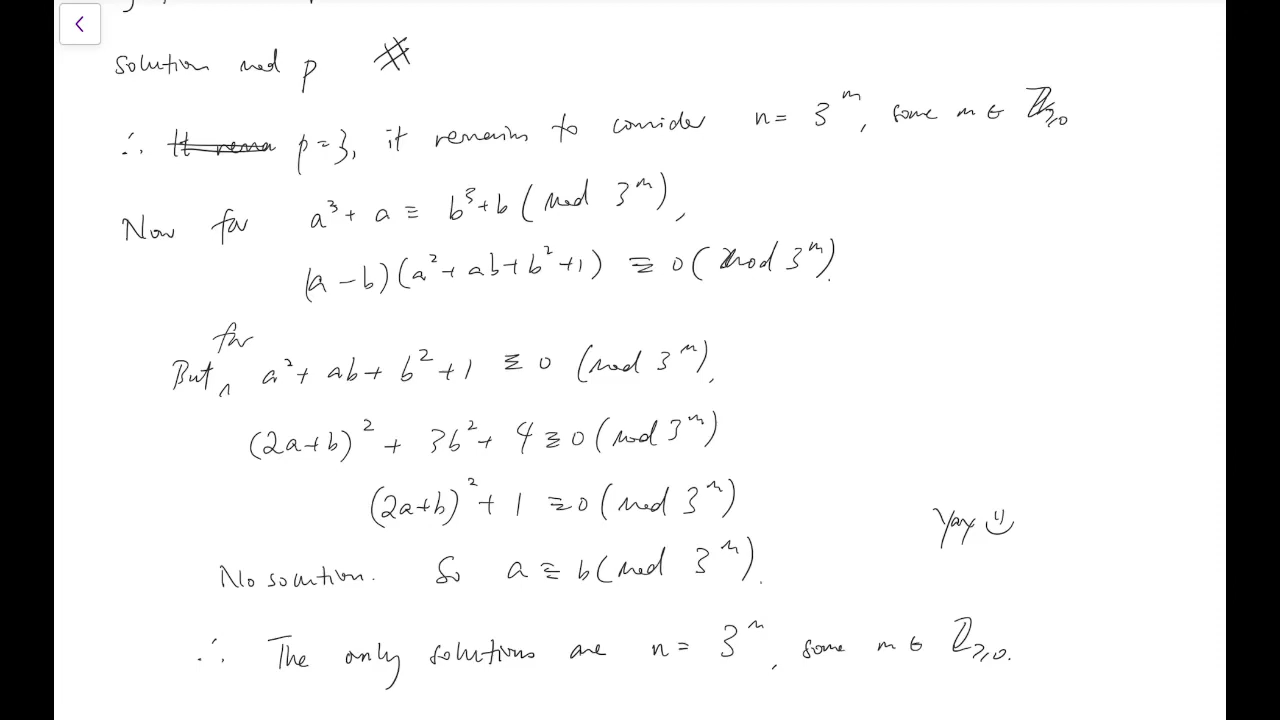 Solution mod p #
∴ p=3, it remains to consider n = 3^m, some m ∈ ℤ≥0
Now for a³ + a ≡ b³ + b (mod 3^m),
(a - b)(a² + ab + b² + 1) ≡ 0 (mod 3^m).
But for a² + ab + b² + 1 ≡ 0 (mod 3^m),
(2a+b)² + 3b² + 4 ≡ 0 (mod 3^m)
(2a+b)² + 1 ≡ 0 (mod 3^m)
Yay
No solution. So a ≡ b (mod 3^m).
∴ The only solutions are n = 3^m, some m ∈ ℤ≥0.